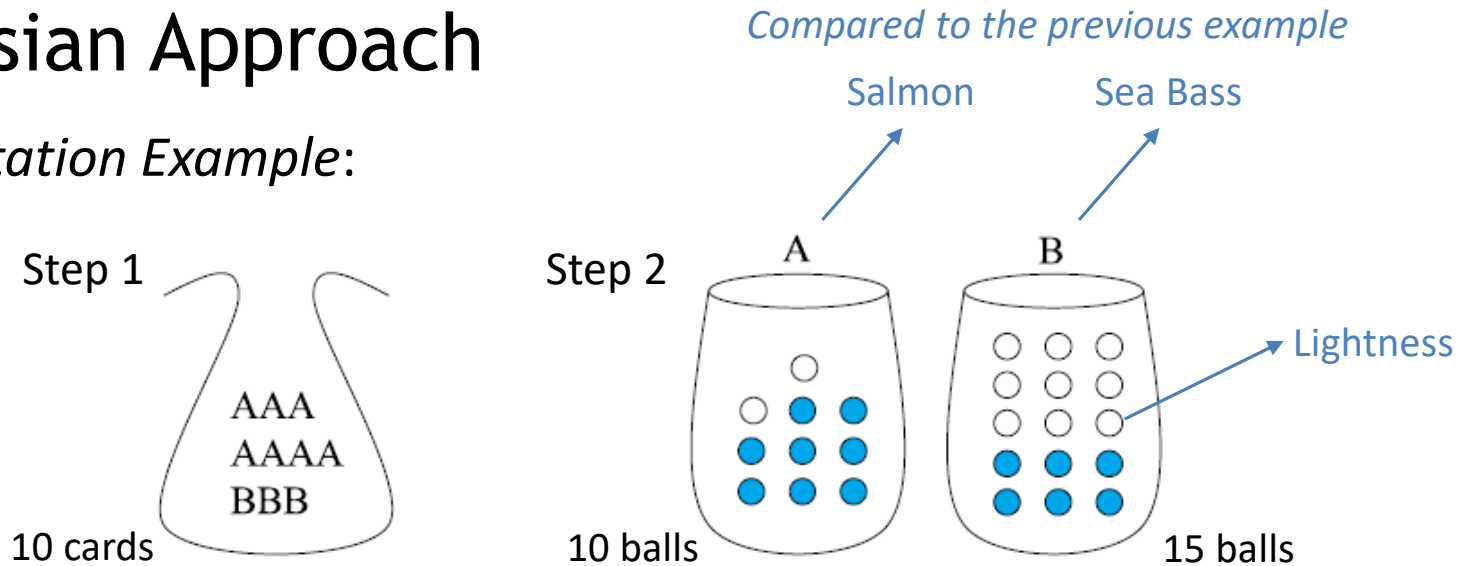 sian Approach
Compared to the previous example
Salmon
Sea Bass
tation Example:
Step 1
Step 2
A
B
Lightness
AAA
AAAA
BBB
10 cards
10 balls
15 balls